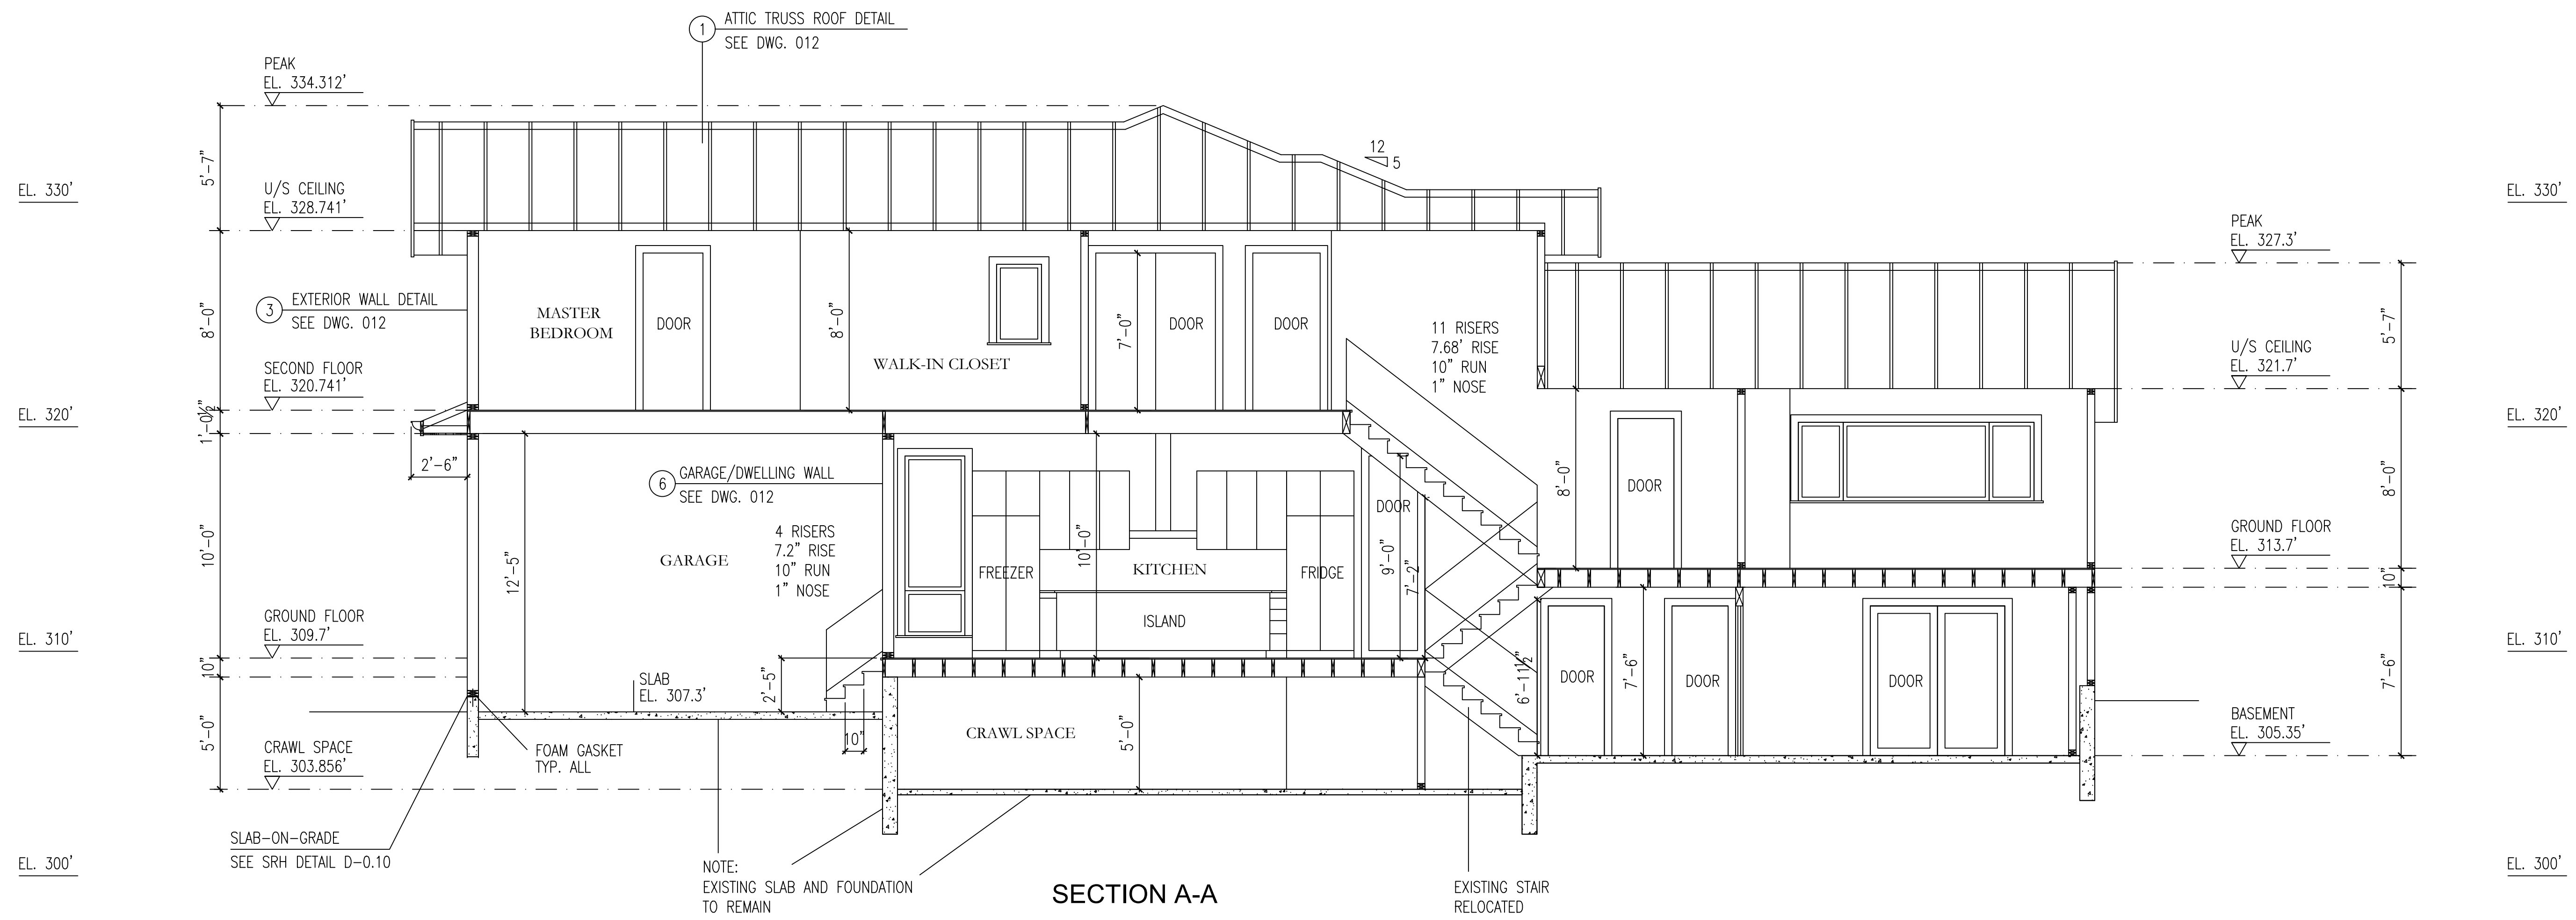 1
ATTIC TRUSS ROOF DETAIL
SEE DWG. 012
PEAK
EL. 334.312'
5'-7"
12
5
EL. 330'
U/S CEILING
EL. 328.741'
EL. 330'
PEAK
EL. 327.3'
3
EXTERIOR WALL DETAIL
SEE DWG. 012
8'-0"
MASTER
BEDROOM
DOOR
8'-0"
WALK-IN CLOSET
7'-0"
DOOR
DOOR
11 RISERS
7.68' RISE
10" RUN
1" NOSE
5'-7"
U/S CEILING
EL. 321.7'
SECOND FLOOR
EL. 320.741'
EL. 320'
1'-0½"
EL. 320'
2'-6"
6
GARAGE/DWELLING WALL
SEE DWG. 012
8'-0"
DOOR
8'-0"
DOOR
10'-0"
12'-5"
GARAGE
4 RISERS
7.2" RISE
10" RUN
1" NOSE
FREEZER
10'-0"
KITCHEN
FRIDGE
9'-0"
7'-2"
GROUND FLOOR
EL. 313.7'
10"
ISLAND
GROUND FLOOR
EL. 309.7'
EL. 310'
10"
EL. 310'
SLAB
EL. 307.3'
2'-5"
6'-11½"
DOOR
7'-6"
DOOR
DOOR
7'-6"
5'-0"
CRAWL SPACE
EL. 303.856'
FOAM GASKET
TYP. ALL
10"
CRAWL SPACE
5'-0"
BASEMENT
EL. 305.35'
SLAB-ON-GRADE
SEE SRH DETAIL D-0.10
EL. 300'
NOTE:
EXISTING SLAB AND FOUNDATION
TO REMAIN
SECTION A-A
EXISTING STAIR
RELOCATED
EL. 300'